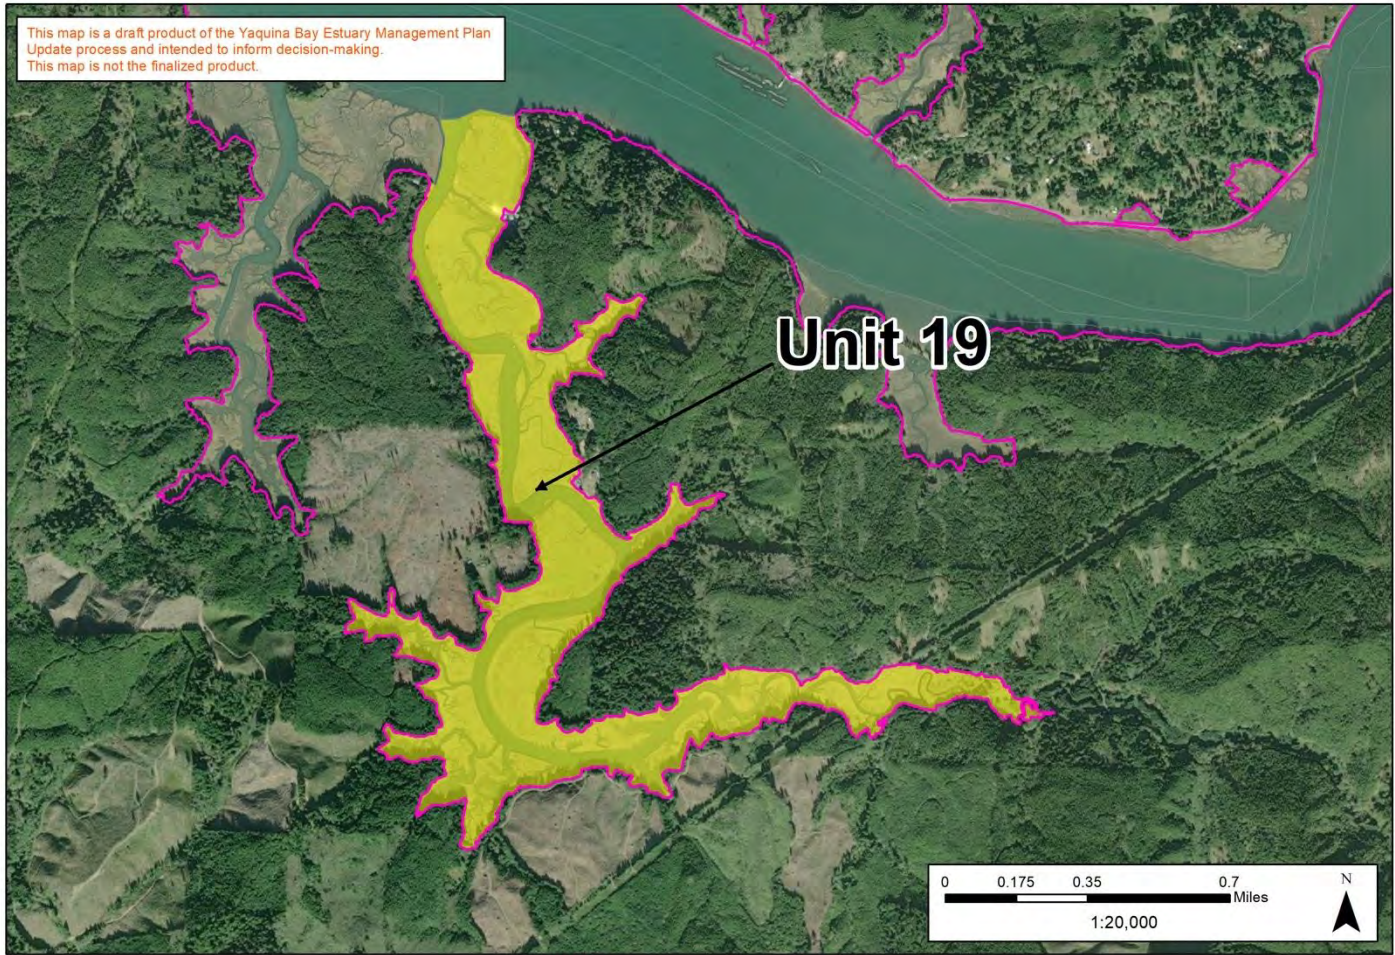 This map is a draft product of the Yaquina Bay Estuary Management Plan
Update process and intended to inform decision-making.
This map is not the finalized product.
Unit 19
0 0.175 0.35 0.7
Miles
1:20,000
N